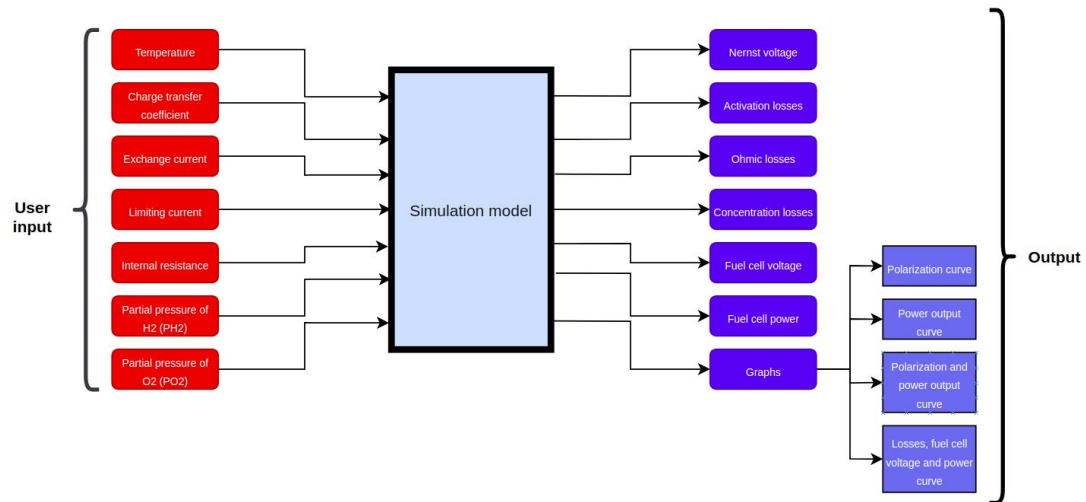 User
input
Temperature
Charge transfer
coefficient
Exchange current
Limiting current
Internal resistance
Partial pressure of
H2 (PH2)
Partial pressure of
O2 (PO2)
Simulation model
Nernst voltage
Activation losses
Ohmic losses
Concentration losses
Fuel cell voltage
Fuel cell power
Graphs
Polarization curve
Power output
curve
Polarization and
power output
curve
Losses, fuel cell
voltage and power
curve
Output